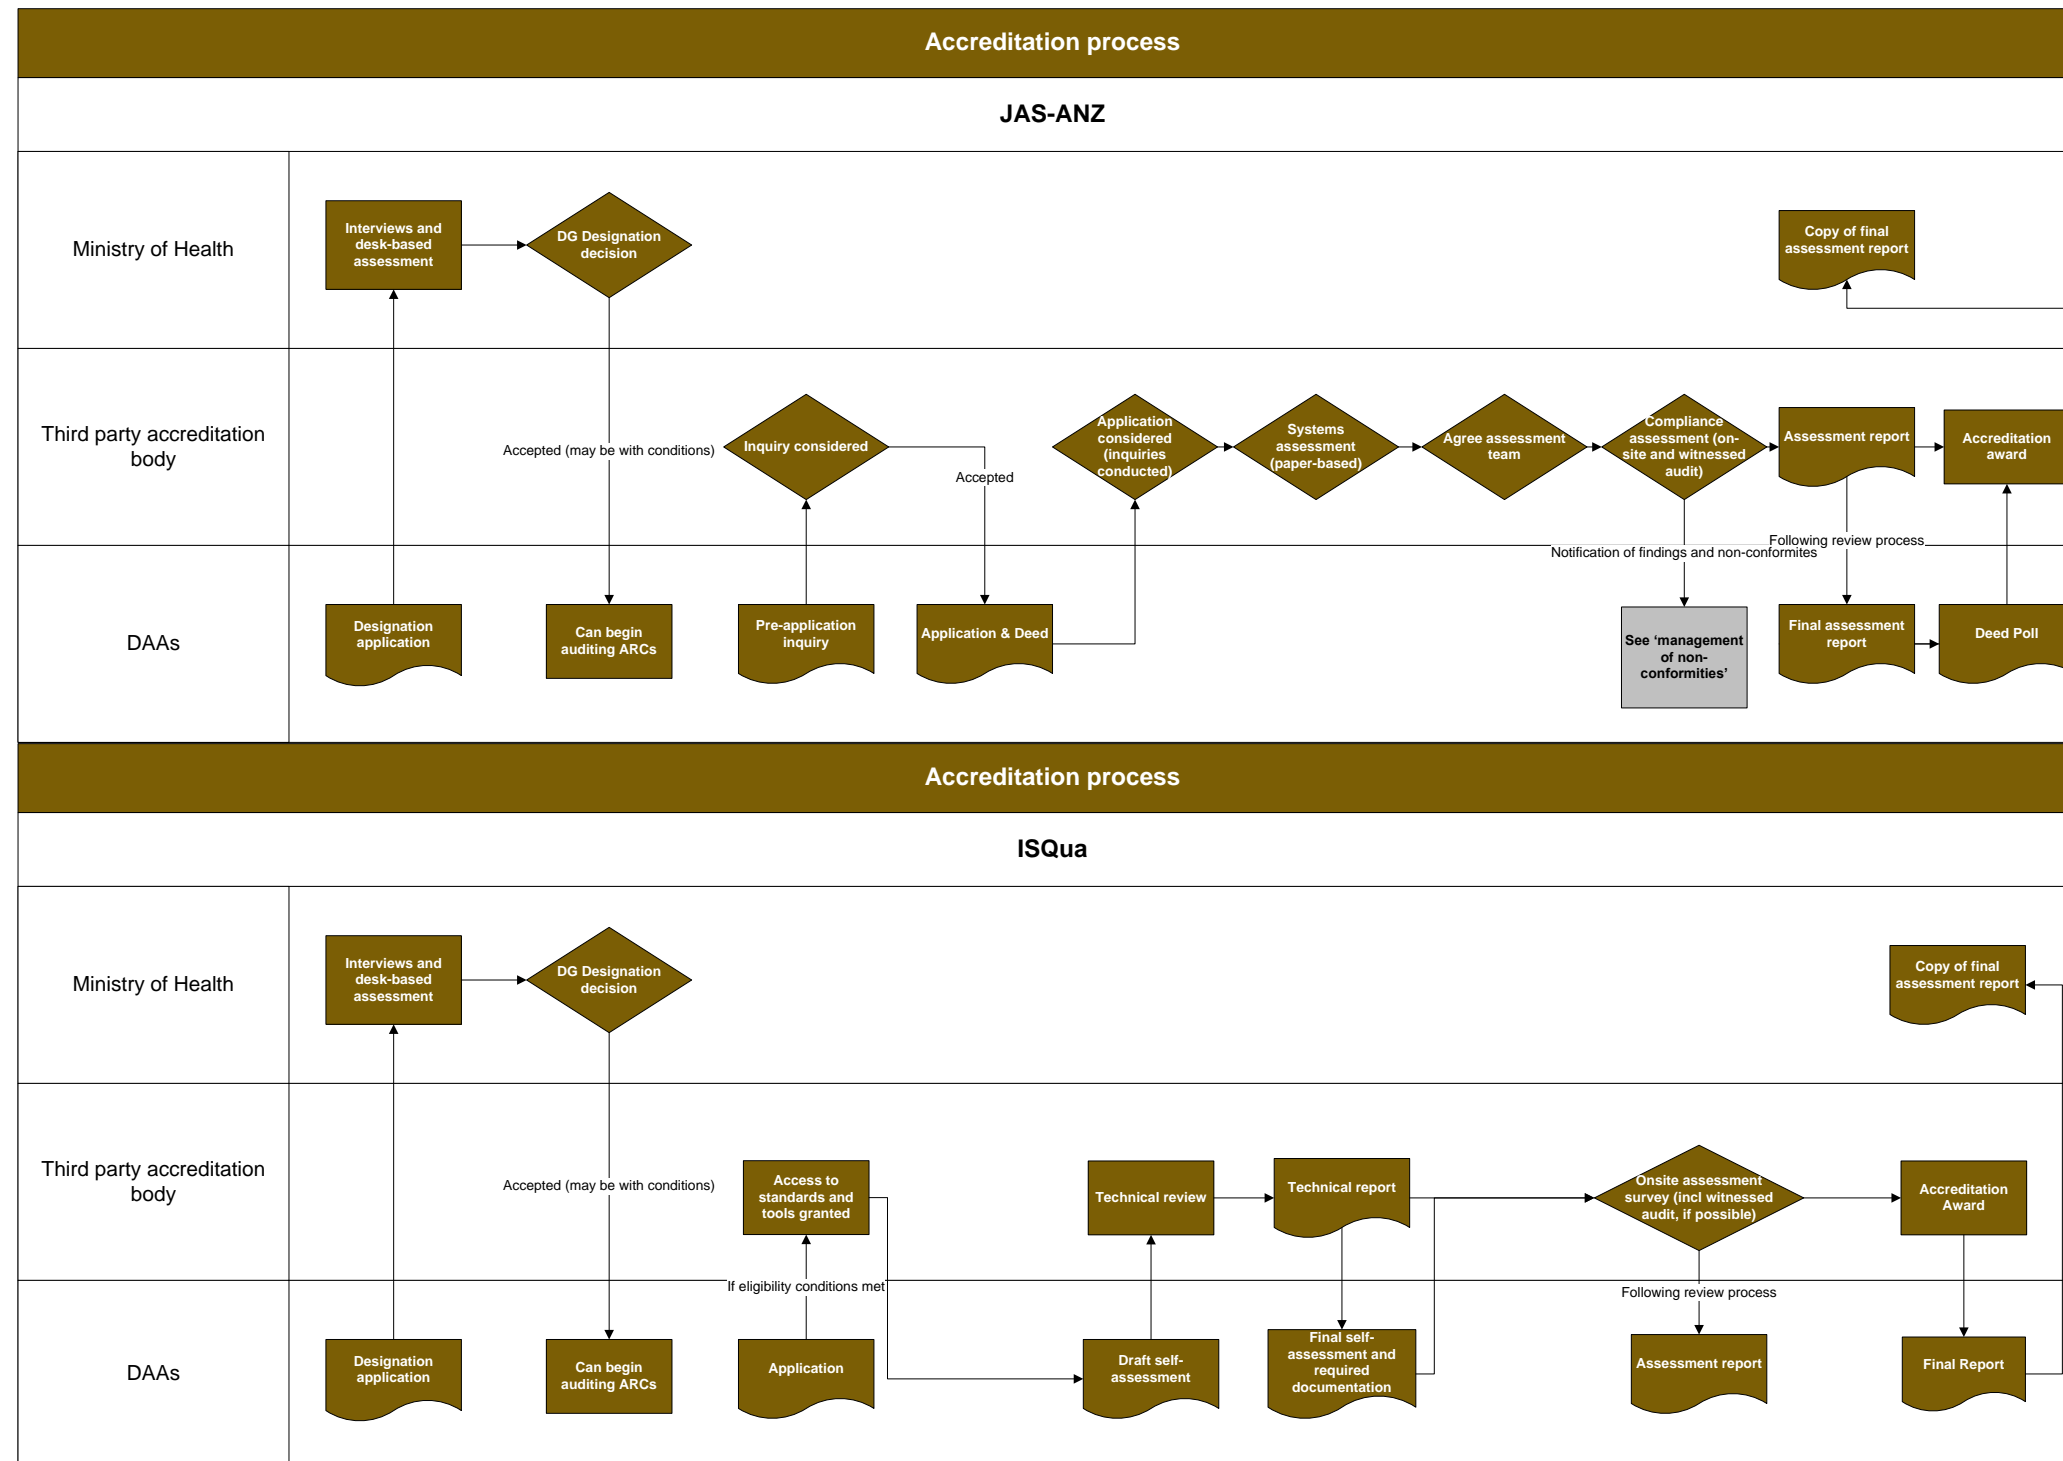 Accreditation process
JAS-ANZ
Ministry of Health
Interviews and
desk-based
assessment
DG Designation
decision
Copy of final
assessment report
Third party accreditation
body
Accepted (may be with conditions)
Inquiry considered
Accepted
Application
considered
(inquiries
conducted)
Systems
assessment
(paper-based)
Agree assessment
team
Compliance
assessment (on-
site and witnessed
audit)
Assessment report
Accreditation
award
Notification of findings and non-conformites
Following review process
DAAs
Designation
application
Can begin
auditing ARCs
Pre-application
inquiry
Application & Deed
See ‘management
of non-
conformities’
Final assessment
report
Deed Poll
Accreditation process
ISQua
Ministry of Health
Interviews and
desk-based
assessment
DG Designation
decision
Copy of final
assessment report
Third party accreditation
body
Accepted (may be with conditions)
Access to
standards and
tools granted
Technical review
Technical report
Onsite assessment
survey (incl witnessed
audit, if possible)
Accreditation
Award
If eligibility conditions met
Following review process
DAAs
Designation
application
Can begin
auditing ARCs
Application
Draft self-
assessment
Final self-
assessment and
required
documentation
Assessment report
Final Report